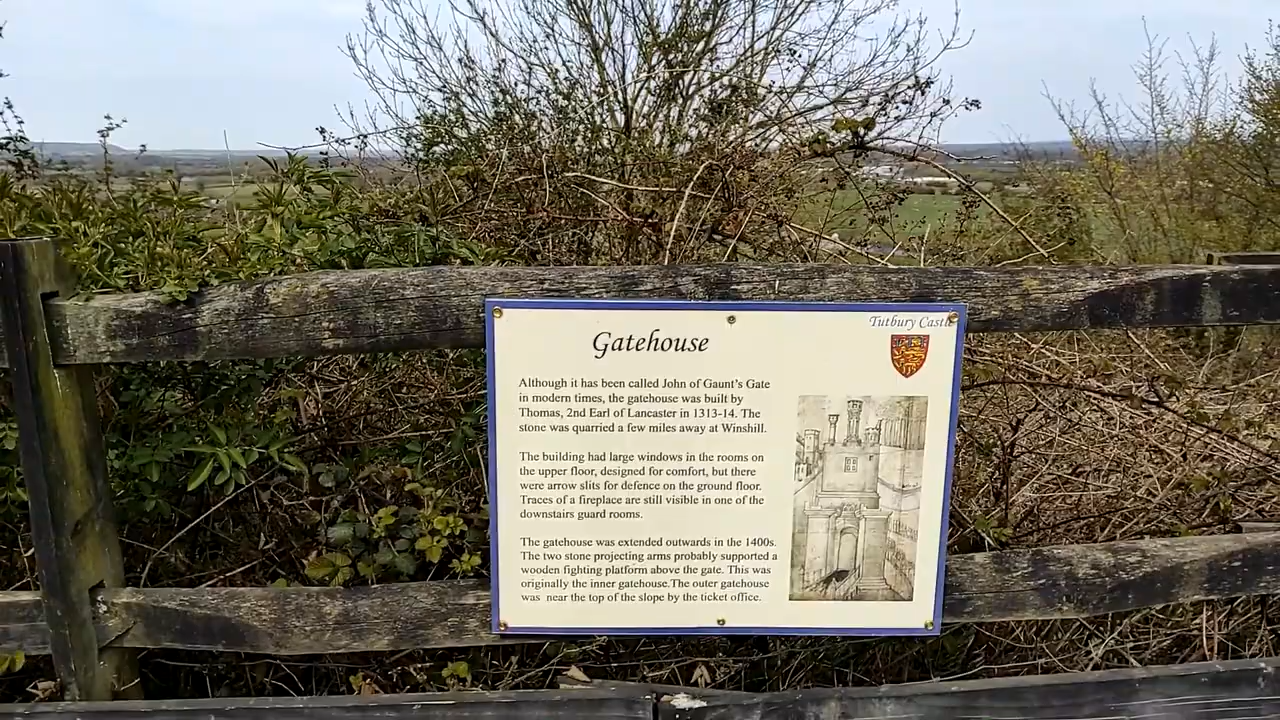 Tutbury Castle
Gatehouse
Although it has been called John of Gaunt's Gate
in modern times, the gatehouse was built by
Thomas, 2nd Earl of Lancaster in 1313-14. The
stone was quarried a few miles away at Winshill.
The building had large windows in the rooms on
the upper floor, designed for comfort, but there
were arrow slits for defence on the ground floor.
Traces of a fireplace are still visible in one of the
downstairs guard rooms.
The gatehouse was extended outwards in the 1400s.
The two stone projecting arms probably supported a
wooden fighting platform above the gate. This was
originally the inner gatehouse.The outer gatehouse
was near the top of the slope by the ticket office.